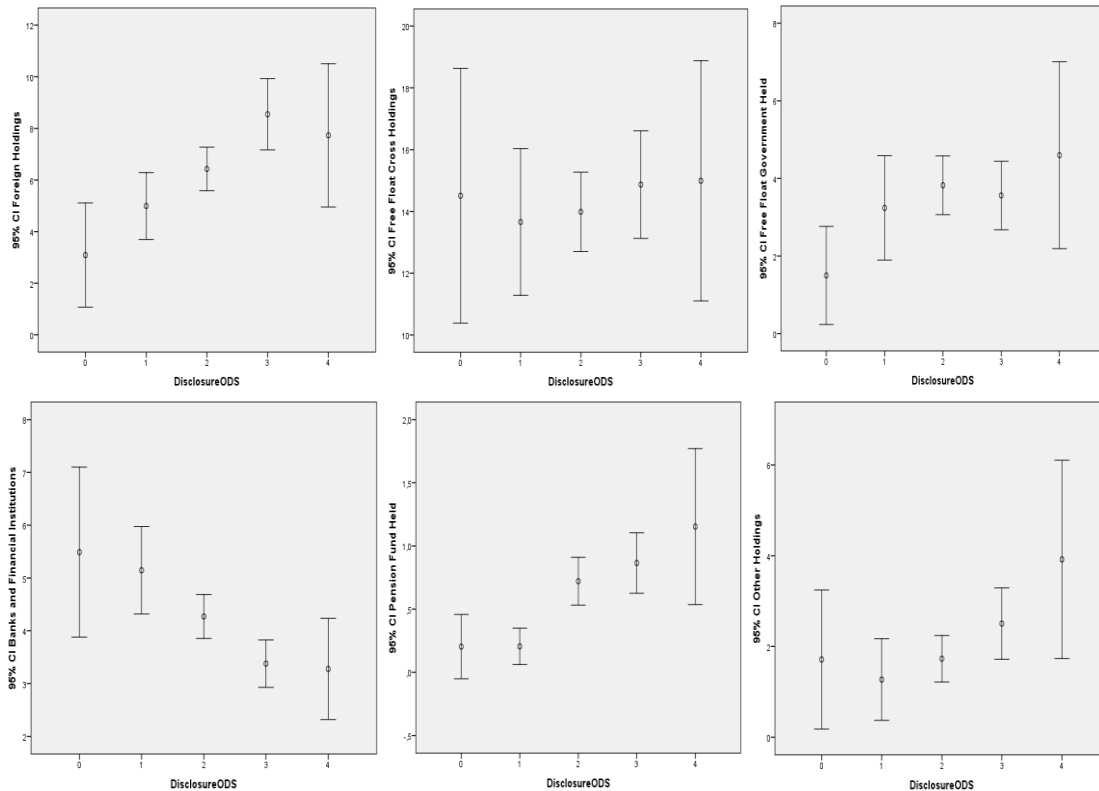 95% CI Foreign Holdings
12
10
8
6
4
2
0
0 1 2 3 4
DisclosureODS
95% CI Free Float Cross Holdings
20
18
16
14
12
10
0 1 2 3 4
DisclosureODS
95% CI Free Float Government Held
8
6
4
2
0
0 1 2 3 4
DisclosureODS
95% CI Banks and Financial Institutions
8
7
6
5
4
3
2
0 1 2 3 4
DisclosureODS
95% CI Pension Fund Held
2,0
1,5
1,0
,5
,0
-,5
0 1 2 3 4
DisclosureODS
95% CI Other Holdings
6
4
2
0
0 1 2 3 4
DisclosureODS